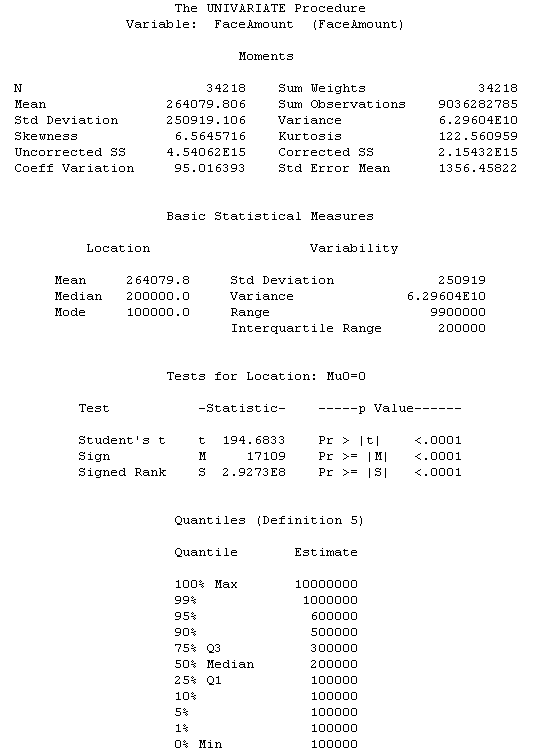 The UNIVARIATE Procedure
Variable: FaceAmount (FaceAmount)
Moments
N 34218 Sum Weights 34218
Mean 264079.806 Sum Observations 9036282785
Std Deviation 250919.106 Variance 6.29604E10
Skewness 6.5645716 Kurtosis 122.560959
Uncorrected SS 4.54062E15 Corrected SS 2.15432E15
Coeff Variation 95.016393 Std Error Mean 1356.45822
Basic Statistical Measures
Location Variability
Mean 264079.8 Std Deviation 250919
Median 200000.0 Variance 6.29604E10
Mode 100000.0 Range 9900000
Interquartile Range 200000
Tests for Location: Mu0=0
Test -Statistic- -----p Value------
Student's t t 194.6833 Pr > |t| <.0001
Sign M 17109 Pr >= |M| <.0001
Signed Rank S 2.9273E8 Pr >= |S| <.0001
Quantiles (Definition 5)
Quantile Estimate
100% Max 10000000
99% 1000000
95% 600000
90% 500000
75% Q3 300000
50% Median 200000
25% Q1 100000
10% 100000
5% 100000
1% 100000
0% Min 100000